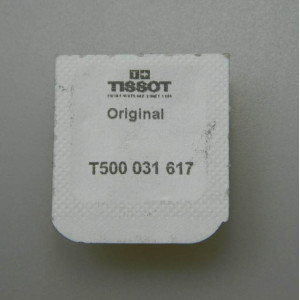 T+
TISSOT
Original
T500 031 617